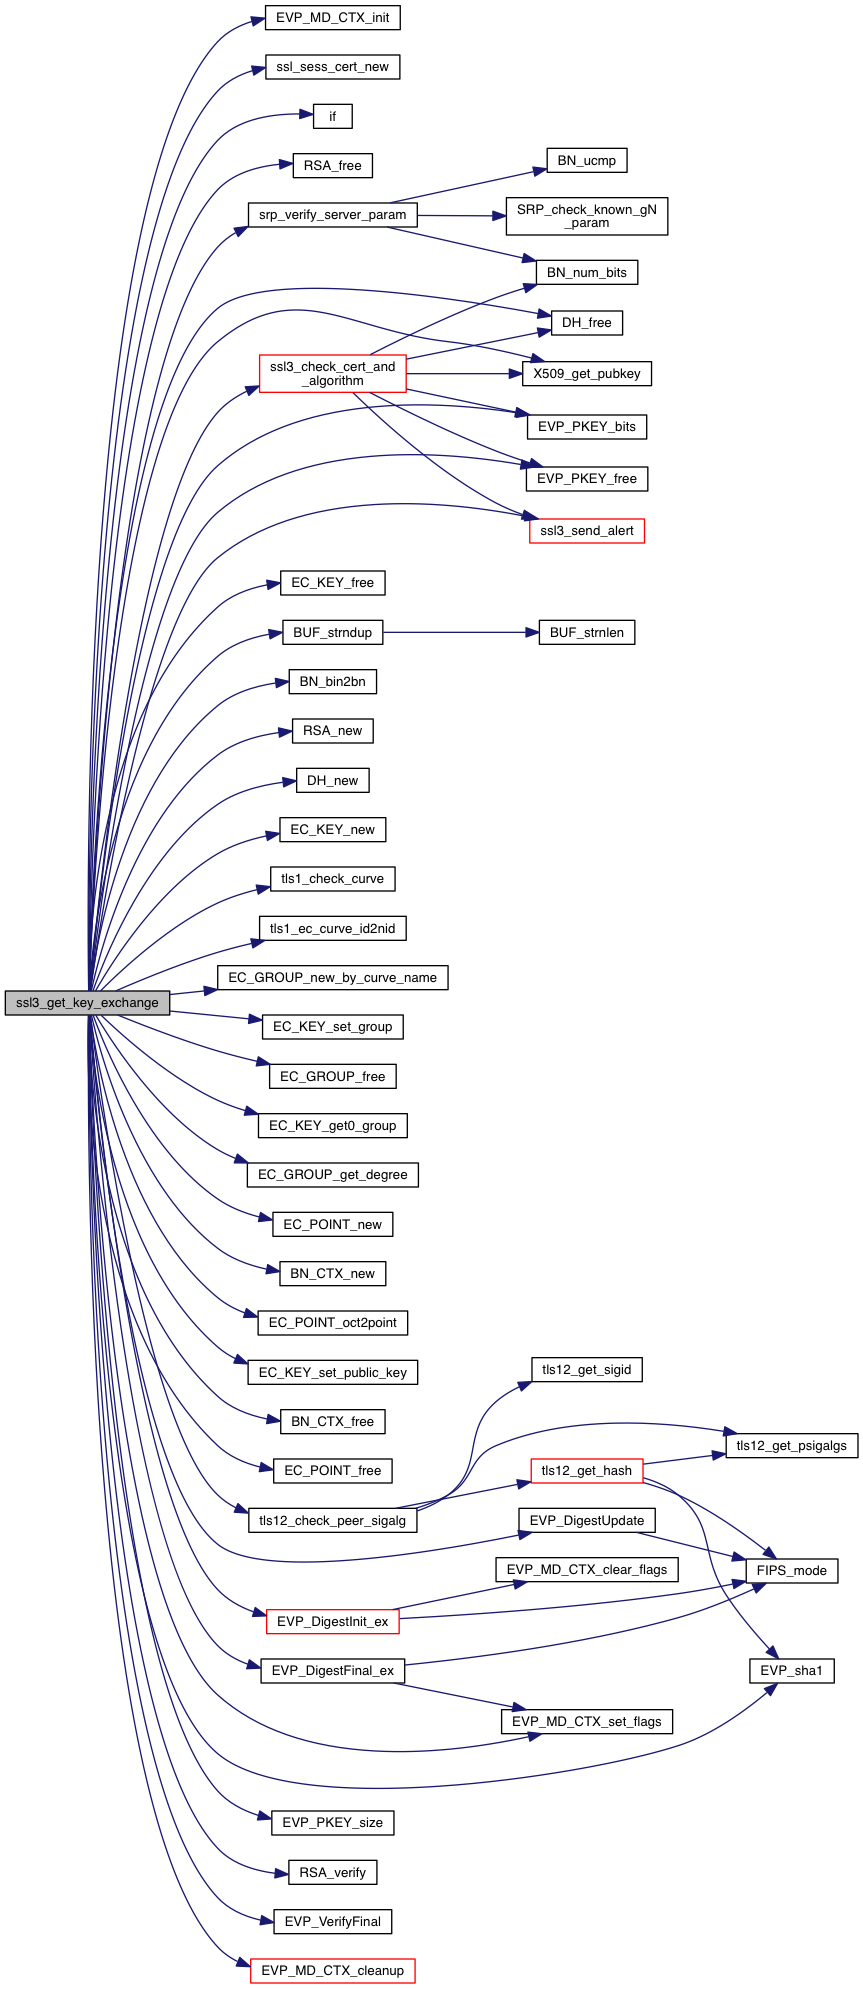 EVP_MD_CTX_init
ssl_sess_cert_new
if
RSA_free
BN_ucmp
srp_verify_server_param
SRP_check_known_gN
_param
BN_num_bits
DH_free
ssl3_check_cert_and
_algorithm
X509_get_pubkey
EVP_PKEY_bits
EVP_PKEY_free
ssl3_send_alert
EC_KEY_free
BUF_strndup
BUF_strnlen
BN_bin2bn
RSA_new
DH_new
EC_KEY_new
tls1_check_curve
tls1_ec_curve_id2nid
EC_GROUP_new_by_curve_name
ssl3_get_key_exchange
EC_KEY_set_group
EC_GROUP_free
EC_KEY_get0_group
EC_GROUP_get_degree
EC_POINT_new
BN_CTX_new
EC_POINT_oct2point
EC_KEY_set_public_key
tls12_get_sigid
BN_CTX_free
tls12_get_psigalgs
EC_POINT_free
tls12_get_hash
tls12_check_peer_sigalg
EVP_DigestUpdate
EVP_MD_CTX_clear_flags
FIPS_mode
EVP_DigestInit_ex
EVP_DigestFinal_ex
EVP_sha1
EVP_MD_CTX_set_flags
EVP_PKEY_size
RSA_verify
EVP_VerifyFinal
EVP_MD_CTX_cleanup